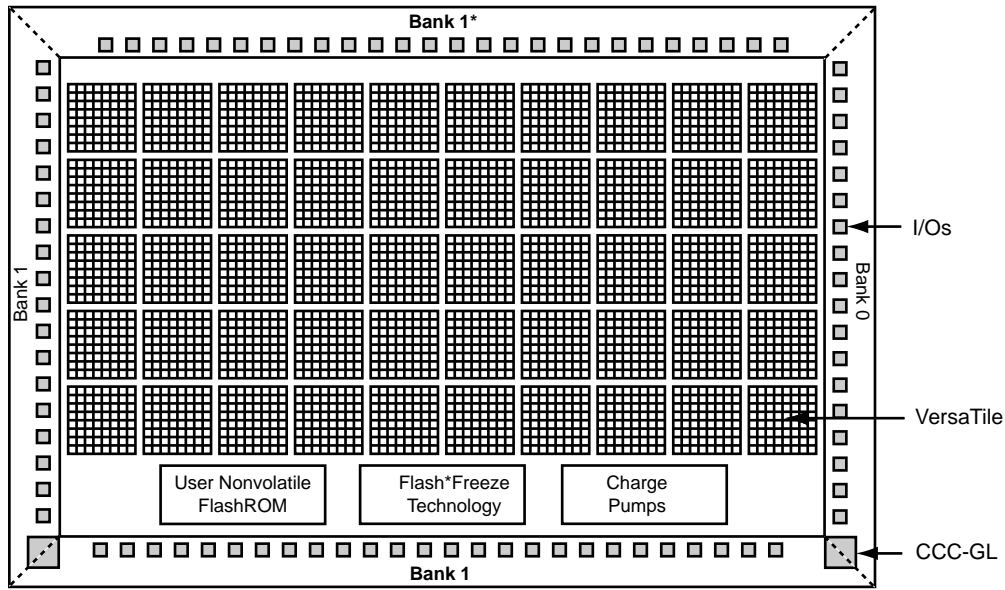 Bank 1*
I/Os
Bank 1
Bank 0
VersaTile
User Nonvolatile
FlashROM
Flash*Freeze
Technology
Charge
Pumps
CCC-GL
Bank 1